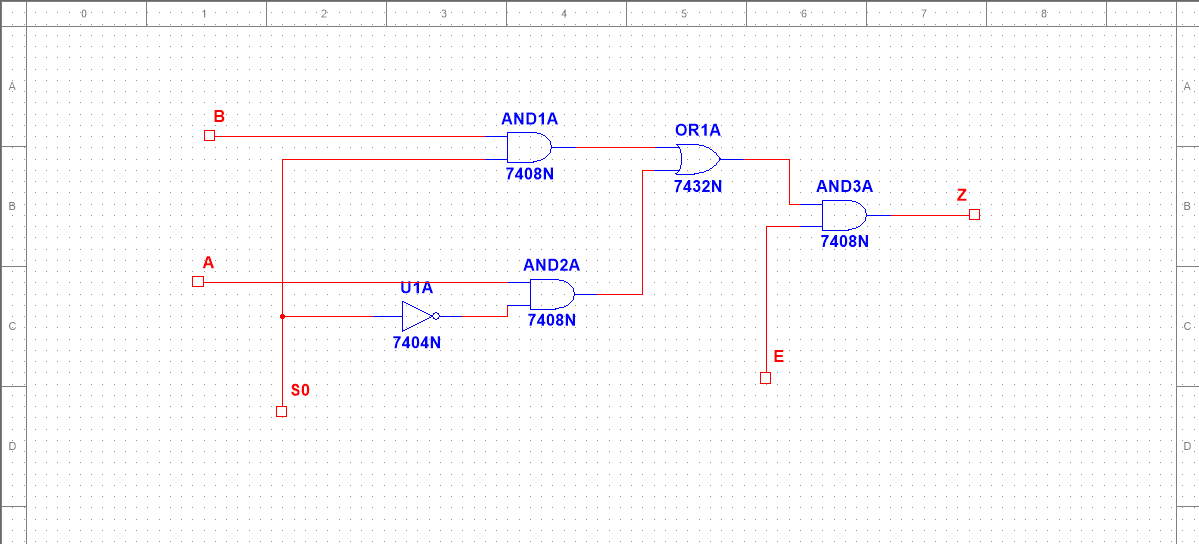 0 1 2 3 4 5 6 7 8
A A
B
AND1A
OR1A
7408N
7432N
AND3A
Z
B B
7408N
A
AND2A
U1A
7408N
C C
7404N
E
S0
D D